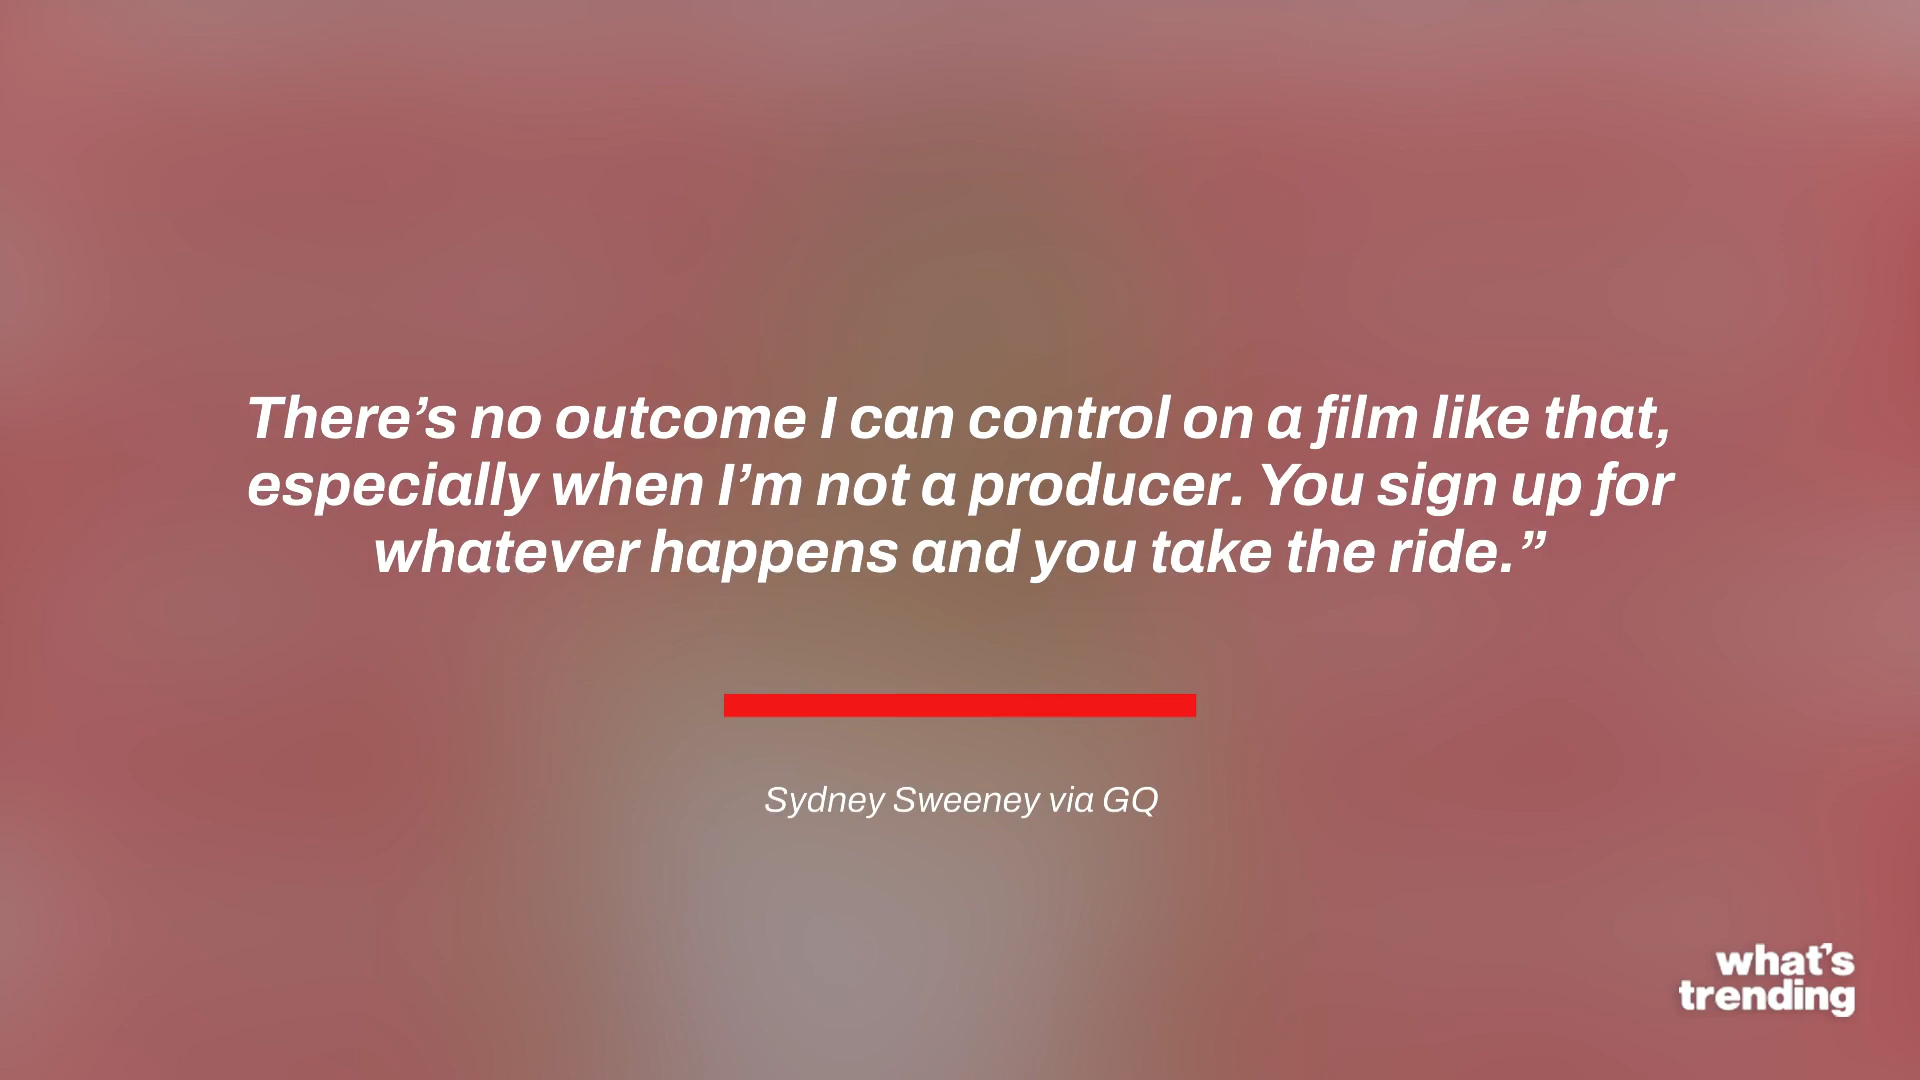 There’s no outcome I can control on a film like that,
especially when I’m not a producer. You sign up for
whatever happens and you take the ride.”
Sydney Sweeney via GQ
what’s
trending